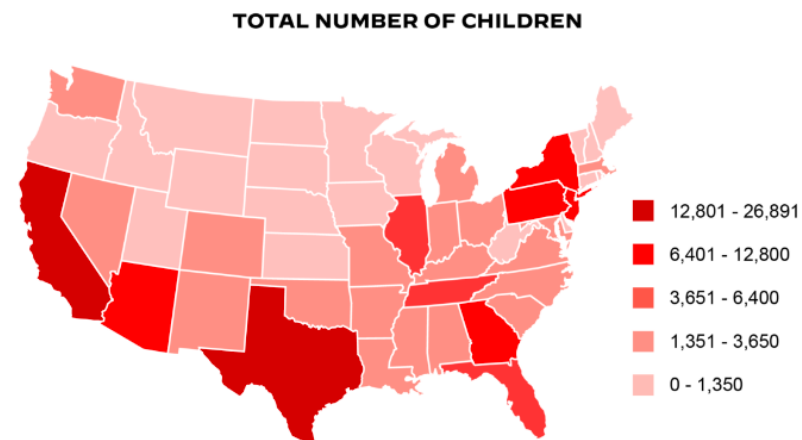 TOTAL NUMBER OF CHILDREN
12,801 - 26,891
6,401 - 12,800
3,651 - 6,400
1,351 - 3,650
0 - 1,350